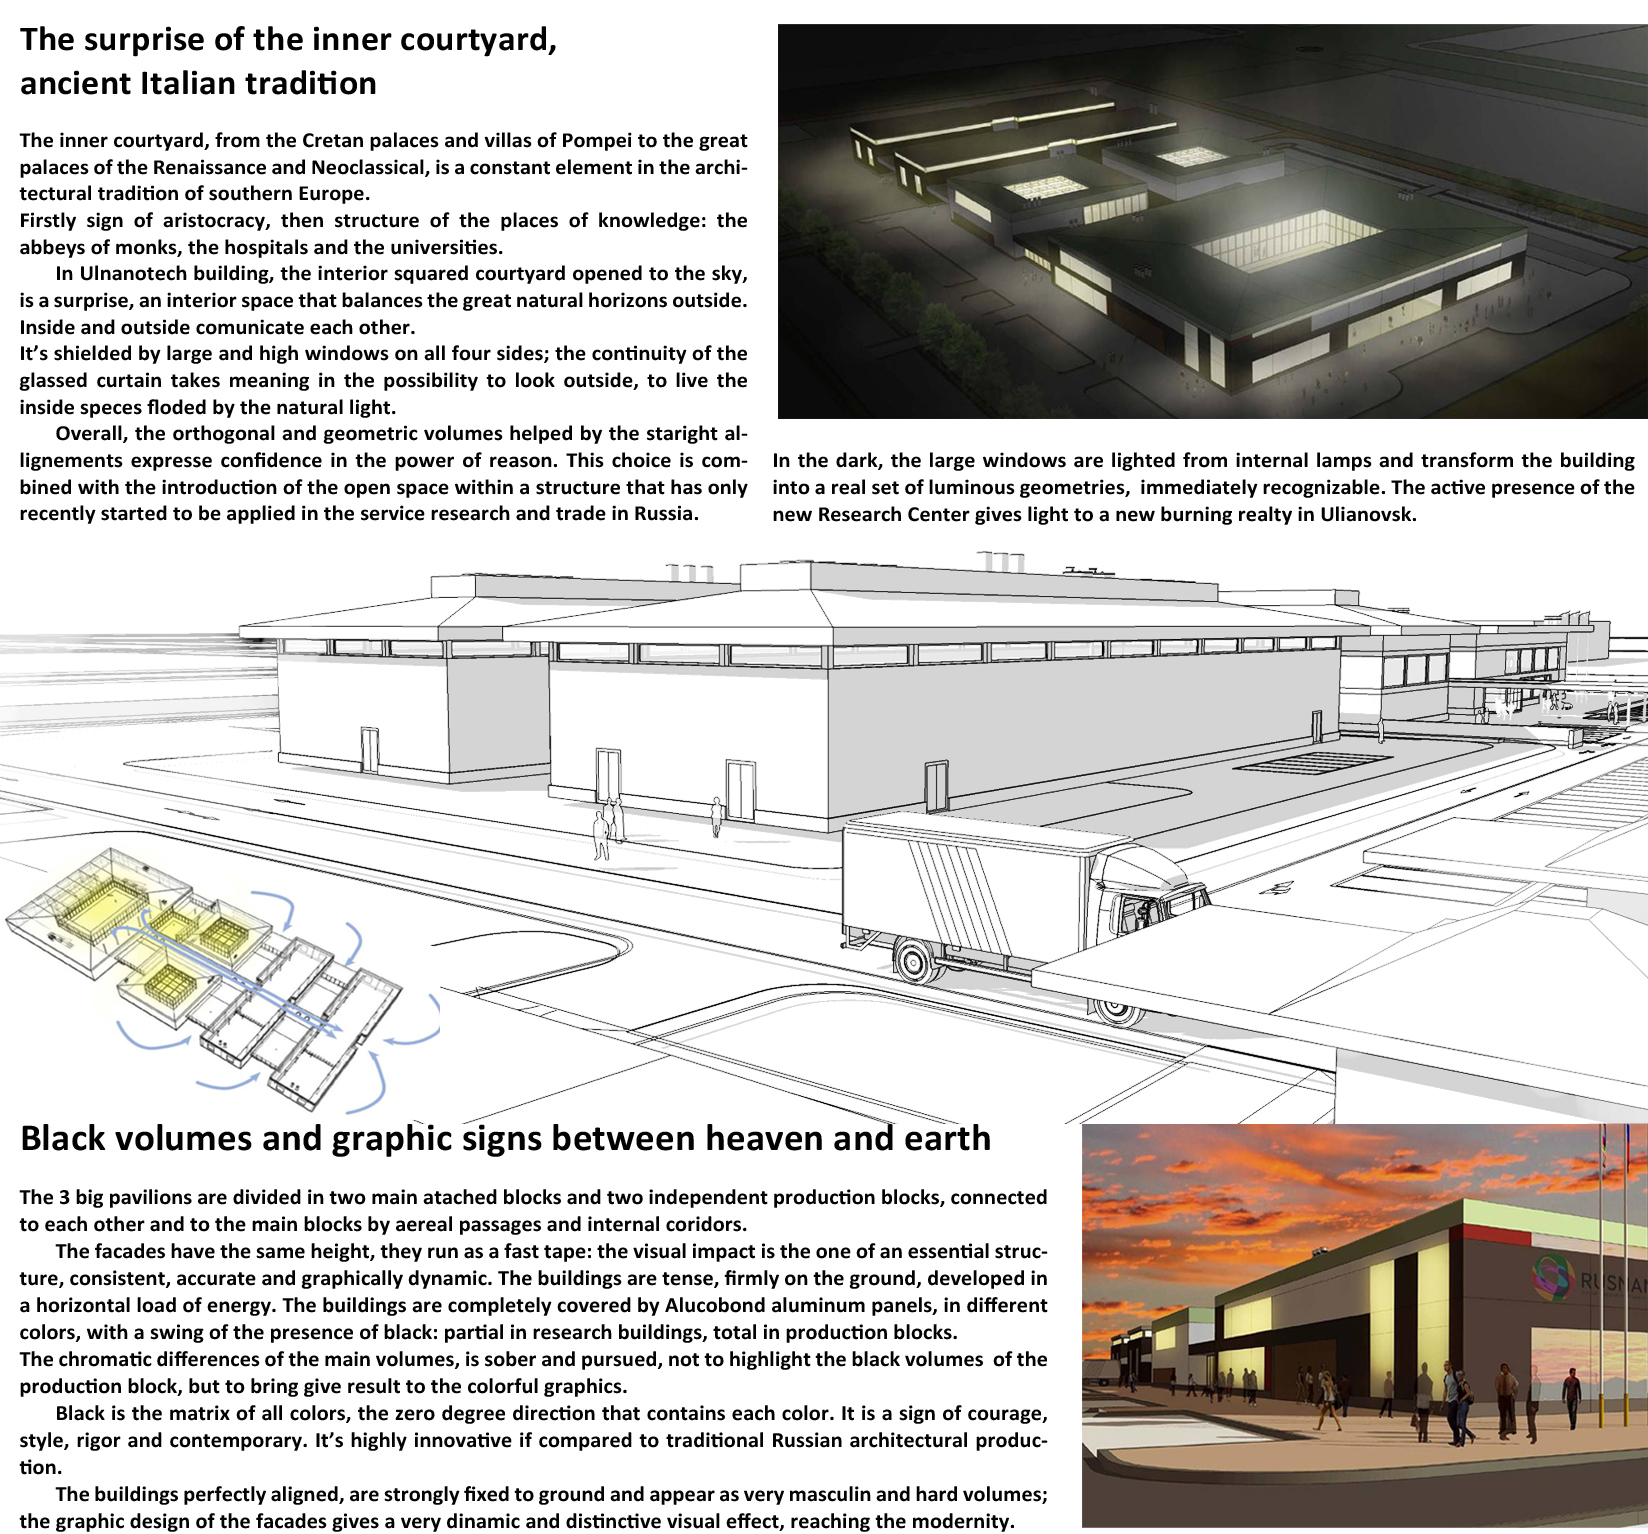 The surprise of the inner courtyard,
ancient Italian tradition
The inner courtyard, from the Cretan palaces and villas of Pompei to the great
palaces of the Renaissance and Neoclassical, is a constant element in the archi-
tectural tradition of southern Europe.
Firstly sign of aristocracy, then structure of the places of knowledge: the
abbeys of monks, the hospitals and the universities.
In Ulnanotech building, the interior squared courtyard opened to the sky,
is a surprise, an interior space that balances the great natural horizons outside.
Inside and outside comunicate each other.
It's shielded by large and high windows on all four sides; the continuity of the
glassed curtain takes meaning in the possibility to look outside, to live the
inside speces floded by the natural light.
Overall, the orthogonal and geometric volumes helped by the staright al-
lignements expresse confidence in the power of reason. This choice is com-
bined with the introduction of the open space within a structure that has only
recently started to be applied in the service research and trade in Russia.
In the dark, the large windows are lighted from internal lamps and transform the building
into a real set of luminous geometries, immediately recognizable. The active presence of the
new Research Center gives light to a new burning realty in Ulianovsk.
Black volumes and graphic signs between heaven and earth
The 3 big pavilions are divided in two main atached blocks and two independent production blocks, connected
to each other and to the main blocks by aereal passages and internal coridors.
The facades have the same height, they run as a fast tape: the visual impact is the one of an essential struc-
ture, consistent, accurate and graphically dynamic. The buildings are tense, firmly on the ground, developed in
a horizontal load of energy. The buildings are completely covered by Alucobond aluminum panels, in different
colors, with a swing of the presence of black: partial in research buildings, total in production blocks.
The chromatic differences of the main volumes, is sober and pursued, not to highlight the black volumes of the
production block, but to bring give result to the colorful graphics.
Black is the matrix of all colors, the zero degree direction that contains each color. It is a sign of courage,
style, rigor and contemporary. It's highly innovative if compared to traditional Russian architectural produc-
tion.
The buildings perfectly aligned, are strongly fixed to ground and appear as very masculin and hard volumes;
the graphic design of the facades gives a very dinamic and distinctive visual effect, reaching the modernity.
RUSNAN